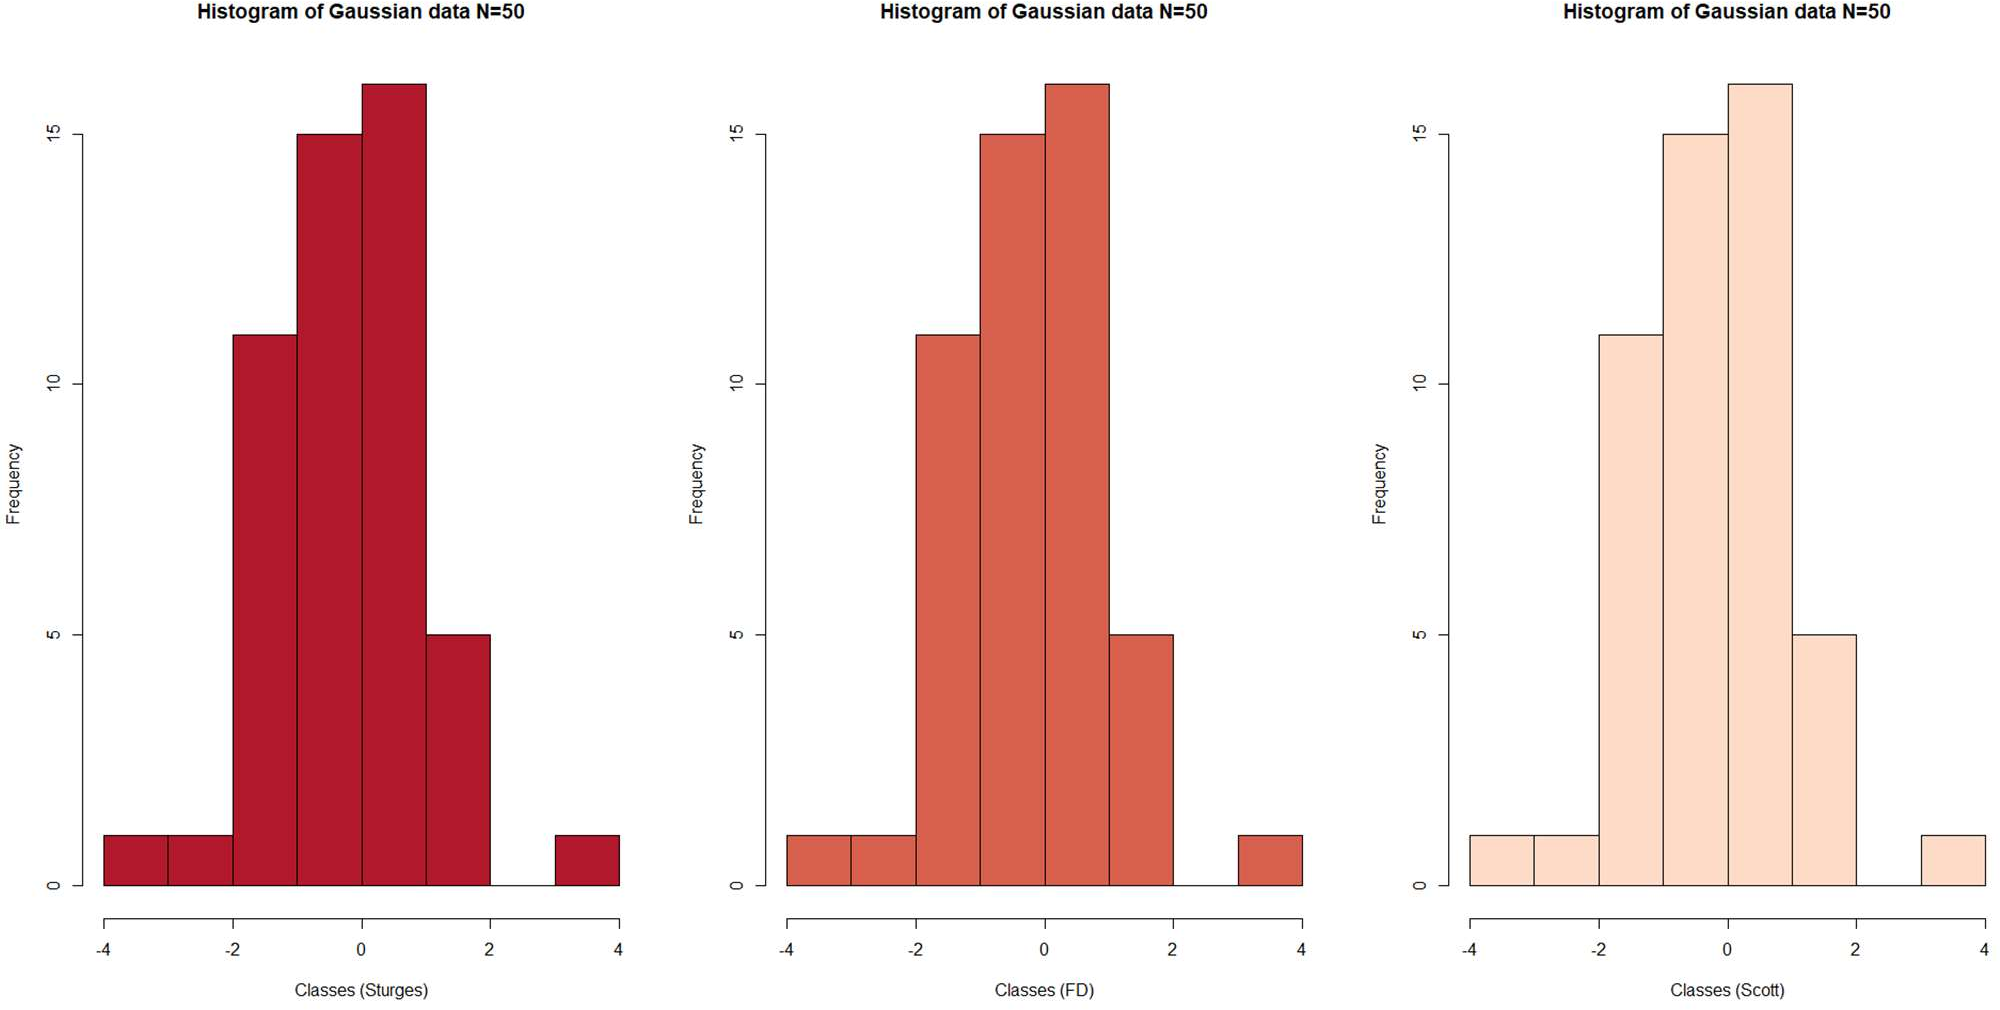 Histogram of Gaussian data N=50
Frequency
15
10
5
0
-4 -2 0 2 4
Classes (Sturges)
Histogram of Gaussian data N=50
Frequency
15
10
5
0
-4 -2 0 2 4
Classes (FD)
Histogram of Gaussian data N=50
Frequency
15
10
5
0
-4 -2 0 2 4
Classes (Scott)